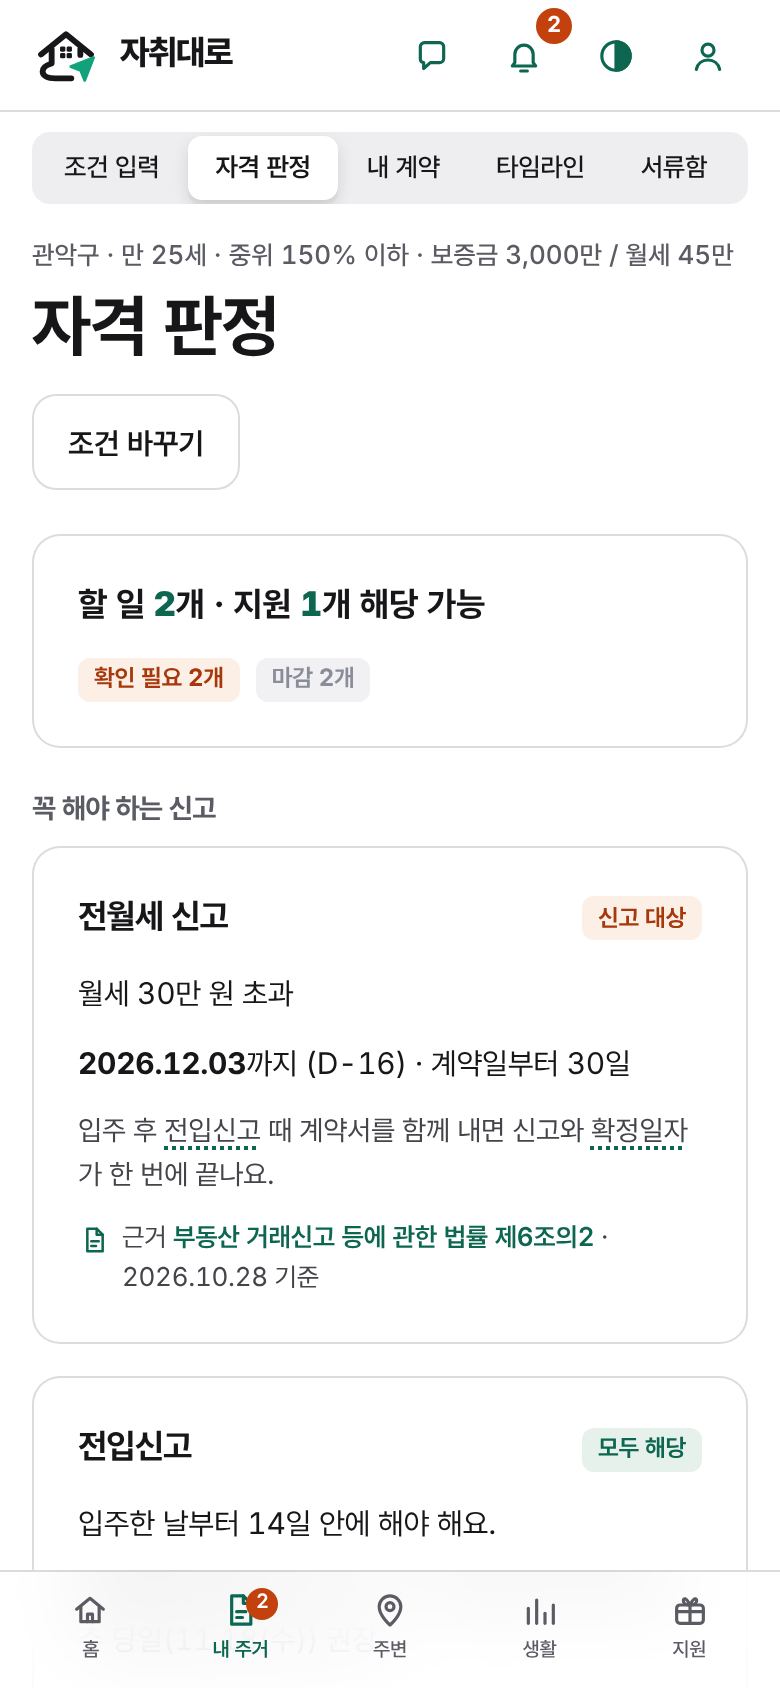 자취대로
2
조건 입력
자격 판정
내 계약
타임라인
서류함
관악구 · 만 25세 · 중위 150% 이하 · 보증금 3,000만 / 월세 45만
자격 판정
조건 바꾸기
할 일 2개 · 지원 1개 해당 가능
확인 필요 2개
마감 2개
꼭 해야 하는 신고
전월세 신고
신고 대상
월세 30만 원 초과
2026.12.03까지 (D-16) · 계약일부터 30일
입주 후 전입신고 때 계약서를 함께 내면 신고와 확정일자
가 한 번에 끝나요.
근거 부동산 거래신고 등에 관한 법률 제6조의2 ·
2026.10.28 기준
전입신고
모두 해당
입주한 날부터 14일 안에 해야 해요.
2
홈
내 주거
주변
생활
지원